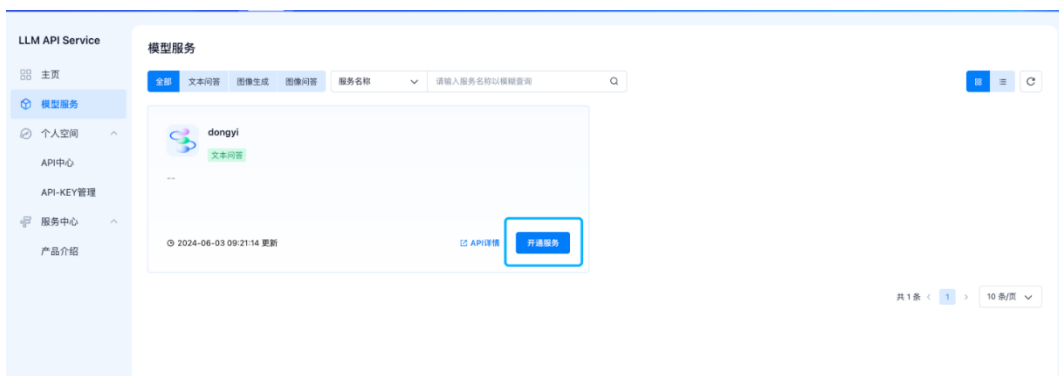 LLM API Service
主页
模型服务
个人空间
API中心
API-KEY管理
服务中心
产品介绍
模型服务
全部 文本问答 图像生成 图像问答 服务名称 请输入服务名称以模糊查询
dongyi
文本问答
--
2024-06-03 09:21:14 更新 API详情 开通服务
共 1 条 < 1 > 10 条/页